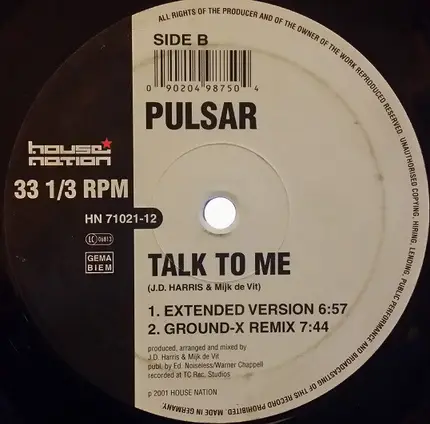 ALL RIGHTS OF THE PRODUCER AND OF THE OWNER OF THE WORK REPRODUCED RESERVED. UNAUTHORISED COPYING, HIRING, LENDING, PUBLIC PERFORMANCE AND BROADCASTING OF THIS RECORD PROHIBITED. MADE IN GERMANY.
SIDE B
0 90204 98750 4
PULSAR
house nation
33 1/3 RPM
HN 71021-12
LC 06813
GEMA
BIEM
TALK TO ME
(J.D. HARRIS & Mijk de Vit)
1. EXTENDED VERSION 6:57
2. GROUND-X REMIX 7:44
produced, arranged and mixed by
J.D. Harris & Mijk de Vit
publ. by Ed. Noiseless/Warner Chappell
recorded at TC Rec. Studios
p 2001 HOUSE NATION